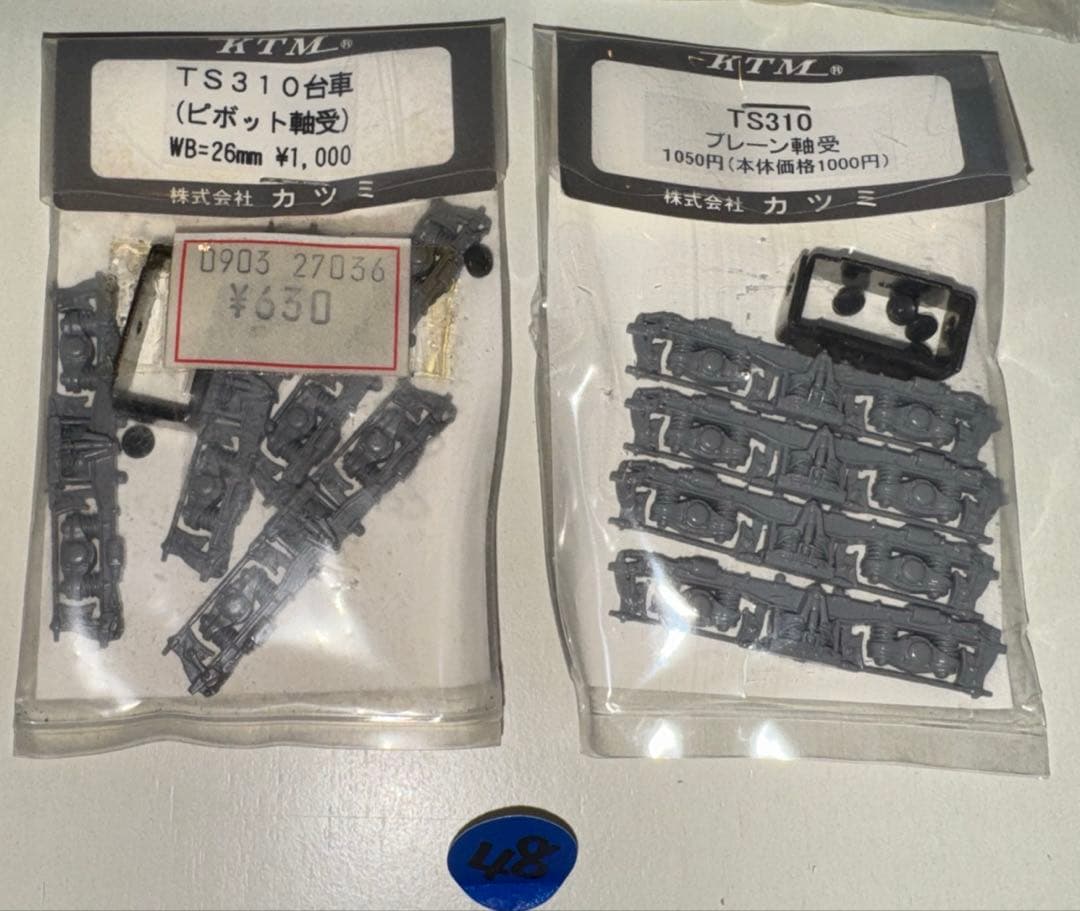 KTM®
TS310台車
(ピボット軸受)
WB=26mm ¥1,000
株式会社 カツミ
0903 27036
¥630
KTM®
TS310
プレーン軸受
1050円(本体価格1000円)
株式会社 カツミ
48